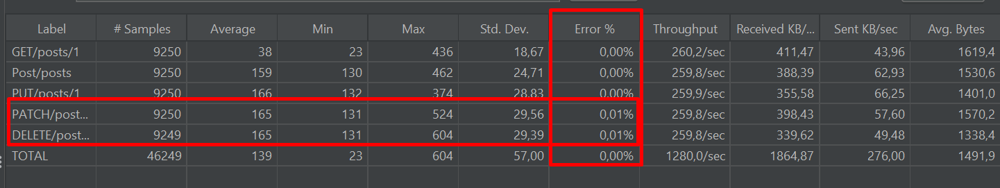 Label # Samples Average Min Max Std. Dev. Error % Throughput Received KB/... Sent KB/sec Avg. Bytes
GET/posts/1 9250 38 23 436 18,67 0,00% 260,2/sec 411,47 43,96 1619,4
Post/posts 9250 159 130 462 24,71 0,00% 259,8/sec 388,39 62,93 1530,6
PUT/posts/1 9250 166 132 374 28,83 0,00% 259,9/sec 355,58 66,25 1401,0
PATCH/post... 9250 165 131 524 29,56 0,01% 259,8/sec 398,43 57,60 1570,2
DELETE/post... 9249 165 131 604 29,39 0,01% 259,8/sec 339,62 49,48 1338,4
TOTAL 46249 139 23 604 57,00 0,00% 1280,0/sec 1864,87 276,00 1491,9